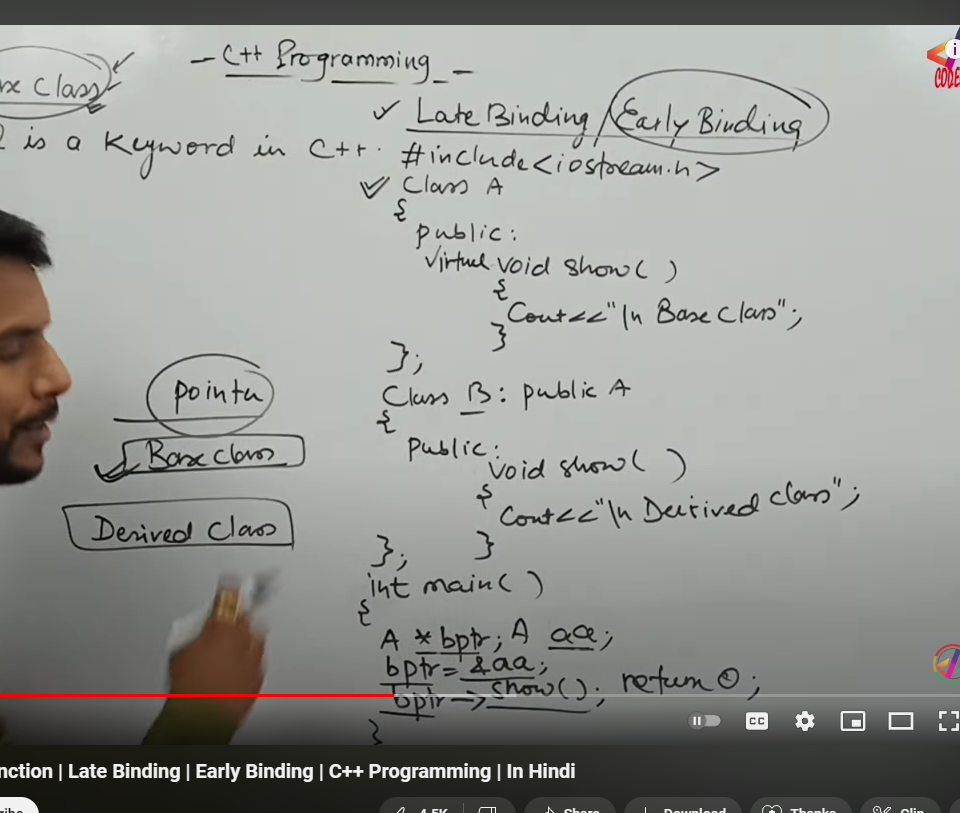 - C++ Programming -
Class
Late Binding / Early Binding
is a Keyword in C++.
#include<iostream.h>
Class A
{
public:
virtual void show( )
{
Cout<<"\n Base Class";
}
};
Class B: public A
{
Public:
void show( )
{
Cout<<"\n Derived Class";
}
};
pointer
Base class
Derived Class
int main( )
{
A *bptr; A aa;
bptr= &aa;
bptr-> show(); return 0;
}
CODE
CC
nction | Late Binding | Early Binding | C++ Programming | In Hindi
4.5K
Share
Download
Thanks
Clip